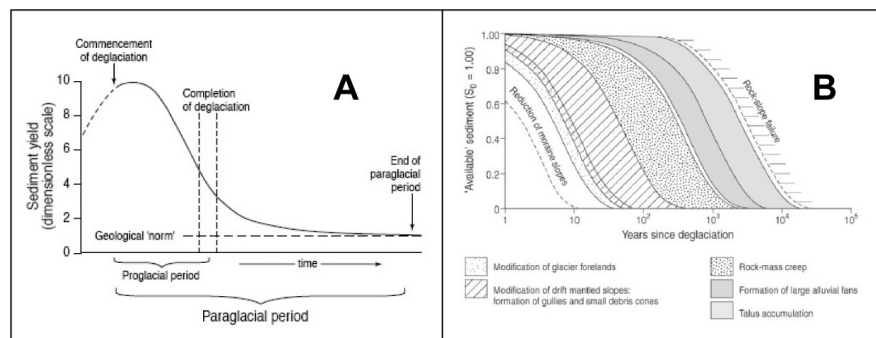 A
Commencement
of deglaciation
Completion
of deglaciation
End of
paraglacial
period
Sediment yield
(dimensionless scale)
10
8
6
4
2
0
Geological 'norm'
time
Proglacial period
Paraglacial period
B
'Available' sediment (S₀ = 1.00)
1.00
0.8
0.6
0.4
0.2
0
Reduction of moraine slopes
Rock-slope failure
1
10
10²
10³
10⁴
10⁵
Years since deglaciation
Modification of glacier forelands
Modification of drift mantled slopes:
formation of gullies and small debris cones
Rock-mass creep
Formation of large alluvial fans
Talus accumulation